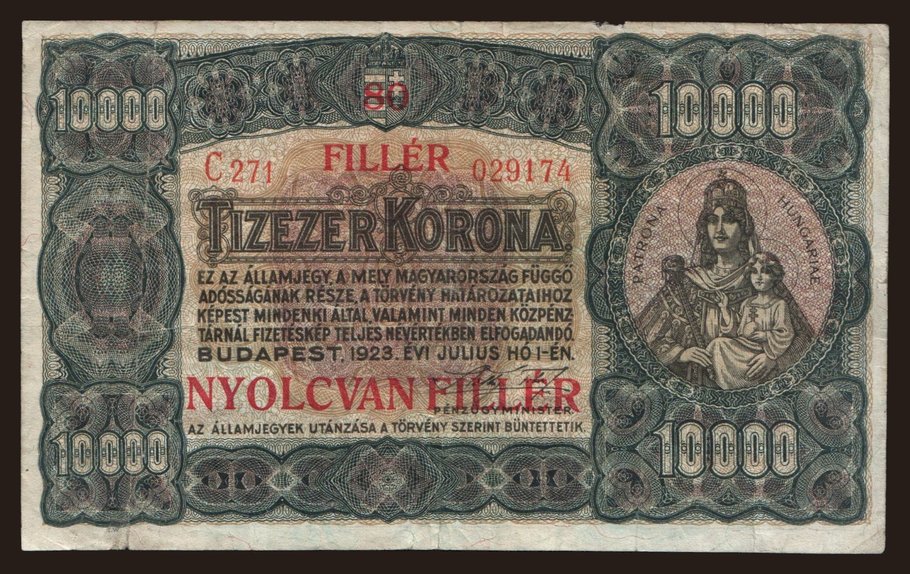 10000
80
10000
C 271
FILLÉR
029174
TIZEZER KORONA.
EZ AZ ÁLLAMJEGY, A MELY MAGYARORSZÁG FÜGGŐ
ADÓSSÁGÁNAK RÉSZE, A TÖRVÉNY HATÁROZATAIHOZ
KÉPEST MINDENKI ÁLTAL, VALAMINT MINDEN KÖZPÉNZ
TÁRNÁL FIZETÉSKÉP TELJES NÉVÉRTÉKBEN ELFOGADANDÓ.
BUDAPEST, 1923. ÉVI JÚLIUS HÓ 1-ÉN.
NYOLCVAN FILLÉR
PÉNZÜGYMINISTER.
AZ ÁLLAMJEGYEK UTÁNZÁSA A TÖRVÉNY SZERINT BÜNTETTETIK.
PATRONA HUNGARIAE
10000
10000